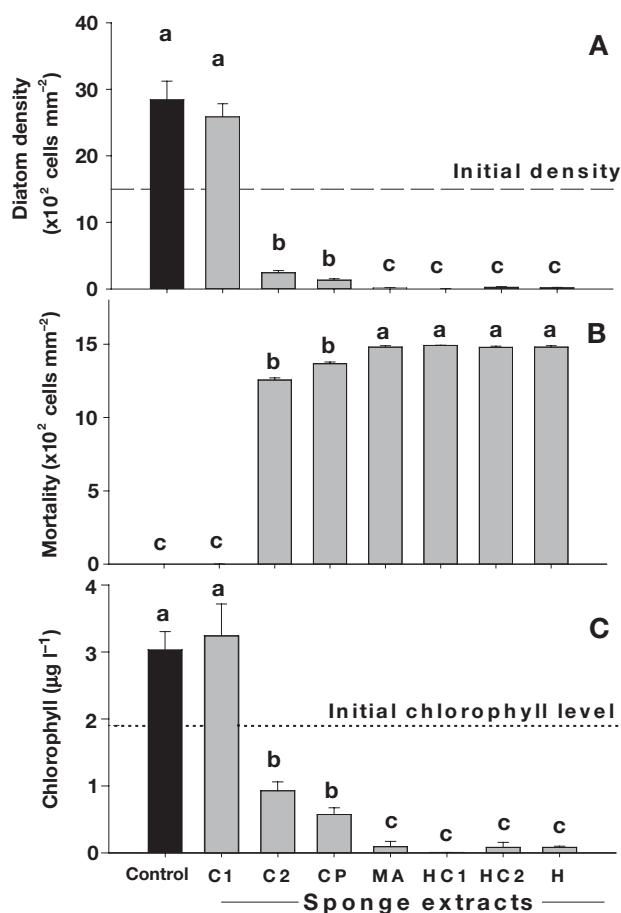 A
a
a
40
30
20
10
0
Diatom density
(x10² cells mm⁻²)
Initial density
b
b
c
c
c
c
B
15
10
5
0
Mortality (x10² cells mm⁻²)
c
c
b
b
a
a
a
a
C
4
3
2
1
0
Chlorophyll (µg l⁻¹)
a
a
Initial chlorophyll level
b
b
c
c
c
c
Control C1 C2 CP MA HC1 HC2 H
Sponge extracts